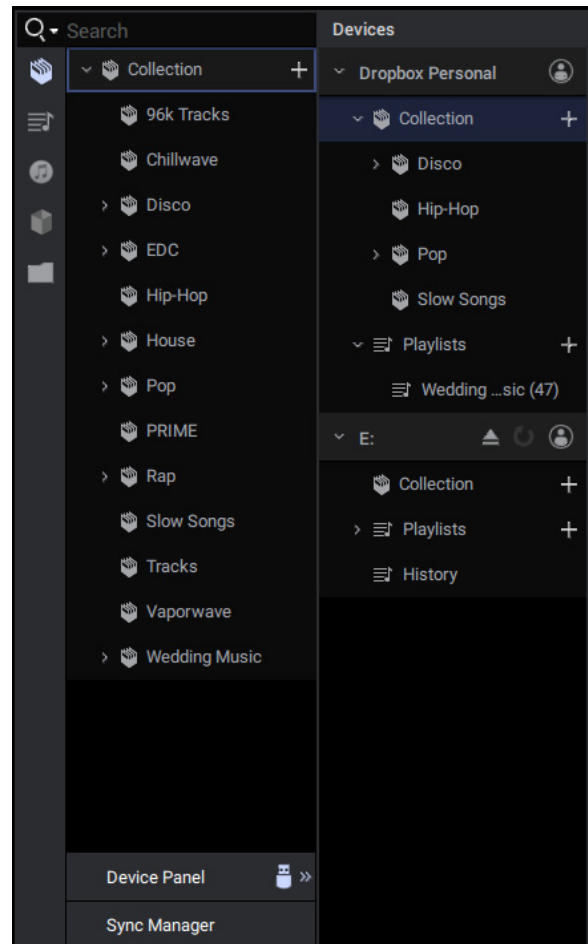 Search
Collection
96k Tracks
Chillwave
Disco
EDC
Hip-Hop
House
Pop
PRIME
Rap
Slow Songs
Tracks
Vaporwave
Wedding Music
Device Panel
Sync Manager
Devices
Dropbox Personal
Collection
Disco
Hip-Hop
Pop
Slow Songs
Playlists
Wedding ...sic (47)
E:
Collection
Playlists
History